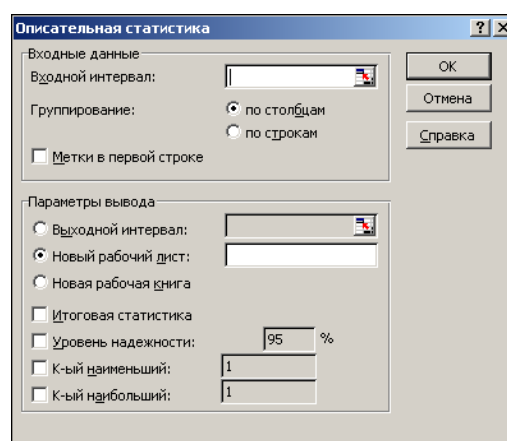 Описательная статистика
Входные данные
Входной интервал:
Группирование:
по столбцам
по строкам
Метки в первой строке
OK
Отмена
Справка
Параметры вывода
Выходной интервал:
Новый рабочий лист:
Новая рабочая книга
Итоговая статистика
Уровень надежности: 95 %
К-ый наименьший: 1
К-ый наибольший: 1